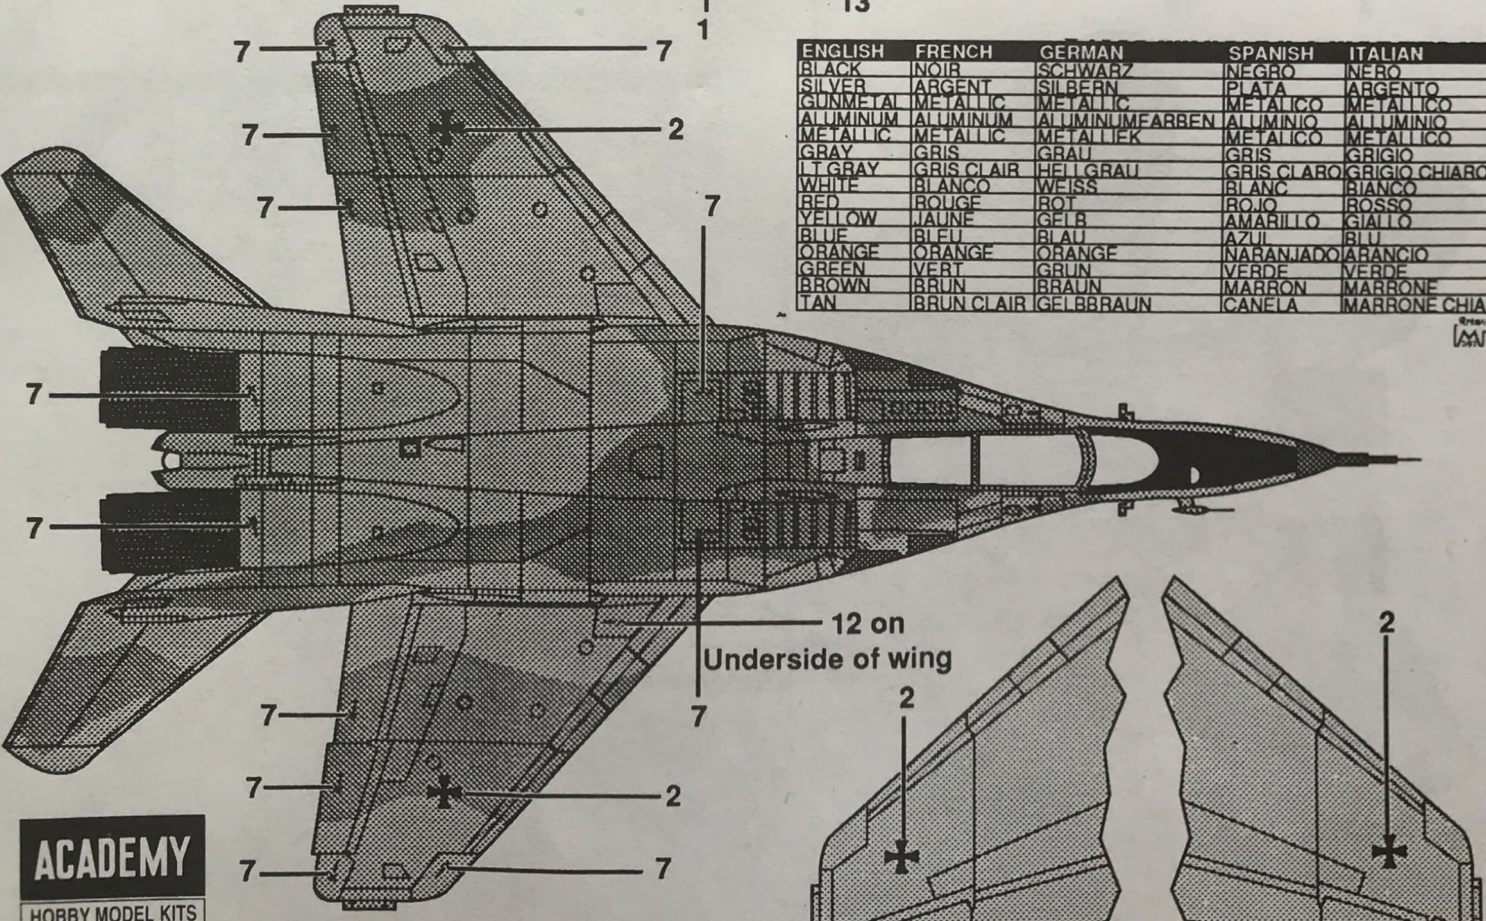 13
1
7 7
7 2
7
7
7
7
7
7
7 2
7 7
12 on
Underside of wing
7
2
2
ENGLISH FRENCH GERMAN SPANISH ITALIAN
BLACK NOIR SCHWARZ NEGRO NERO
SILVER ARGENT SILBERN PLATA ARGENTO
GUNMETAL METALLIC METALLIC METALICO METALLICO
ALUMINUM ALUMINUM ALUMINUMFARBEN ALUMINIO ALLUMINIO
METALLIC METALLIC METALLIEK METALICO METALLICO
GRAY GRIS GRAU GRIS GRIGIO
LT GRAY GRIS CLAIR HELLGRAU GRIS CLARO GRIGIO CHIARO
WHITE BLANCO WEISS BLANC BIANCO
RED ROUGE ROT ROJO ROSSO
YELLOW JAUNE GELB AMARILLO GIALLO
BLUE BLEU BLAU AZUL BLU
ORANGE ORANGE ORANGE NARANJADO ARANCIO
GREEN VERT GRUN VERDE VERDE
BROWN BRUN BRAUN MARRON MARRONE
TAN BRUN CLAIR GELBBRAUN CANELA MARRONE CHIA
ACADEMY
HOBBY MODEL KITS